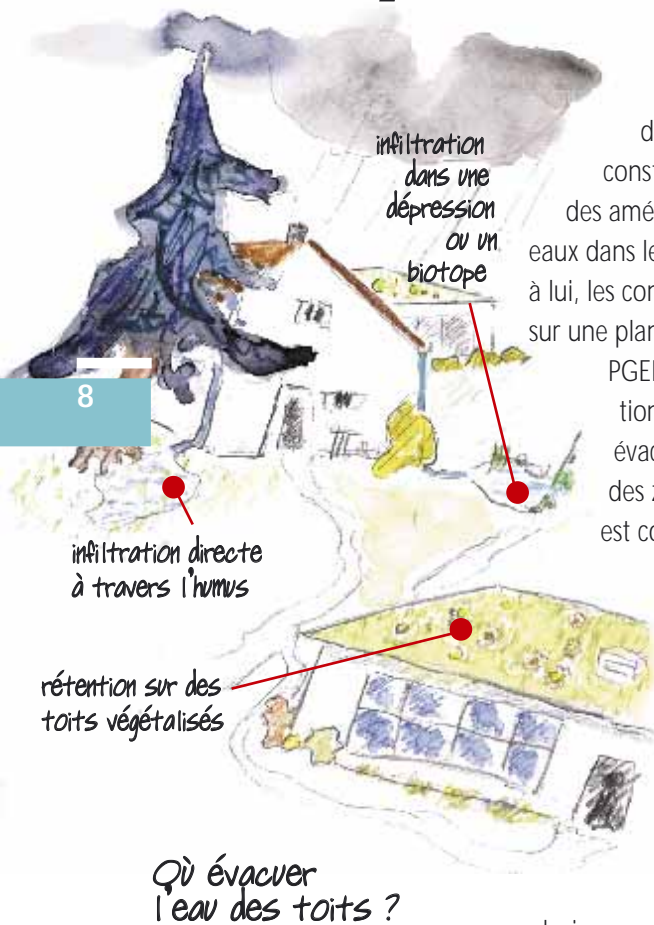 infiltration
dans une
dépression
ou un
biotope
des amé
eaux dans le
à lui, les con
sur une plan
PGE
tion
évac
des
est co
8
infiltration directe
à travers l'humus
rétention sur des
toits végétalisés
Où évacuer
l'eau des toits ?